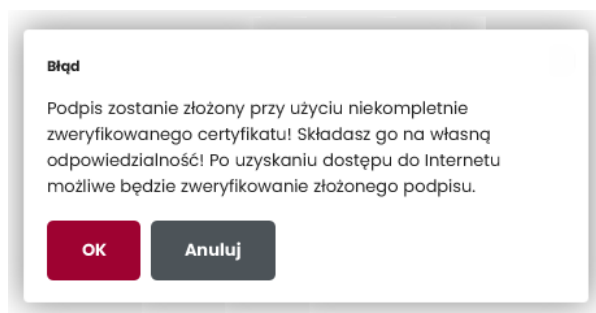 Błąd
Podpis zostanie złożony przy użyciu niekompletnie
zweryfikowanego certyfikatu! Składasz go na własną
odpowiedzialność! Po uzyskaniu dostępu do Internetu
możliwe będzie zweryfikowanie złożonego podpisu.
OK Anuluj